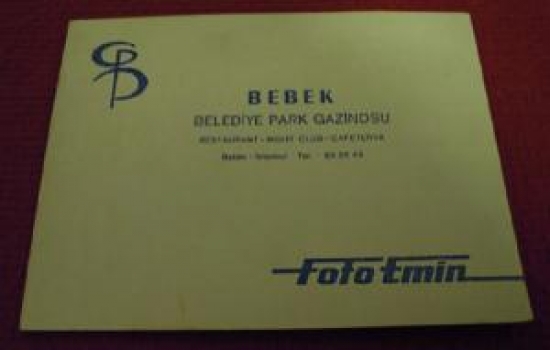 BEBEK
BELEDİYE PARK GAZİNOSU
RESTAURANT - NIGHT CLUB - CAFETERYA
Bebek - İstanbul Tel. :
Foto Emin